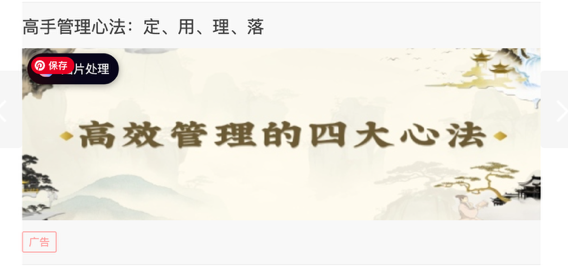 高手管理心法：定、用、理、落
保存
片处理
高效管理的四大心法
广告